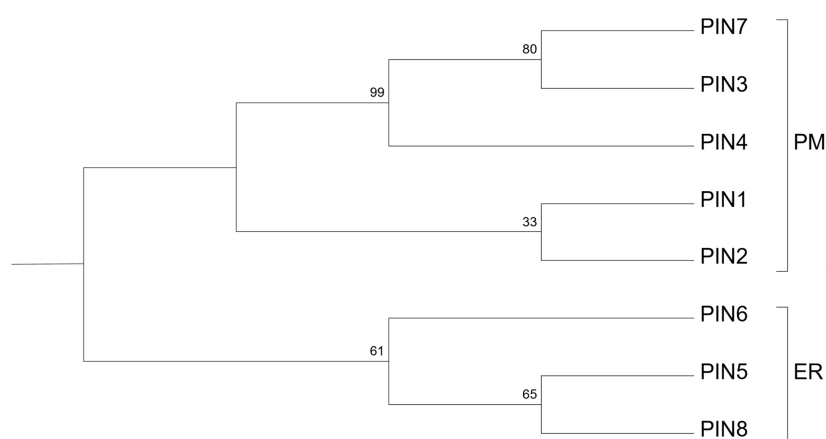 PIN7
80
PIN3
99
PIN4
PM
PIN1
33
PIN2
PIN6
61
PIN5
ER
65
PIN8